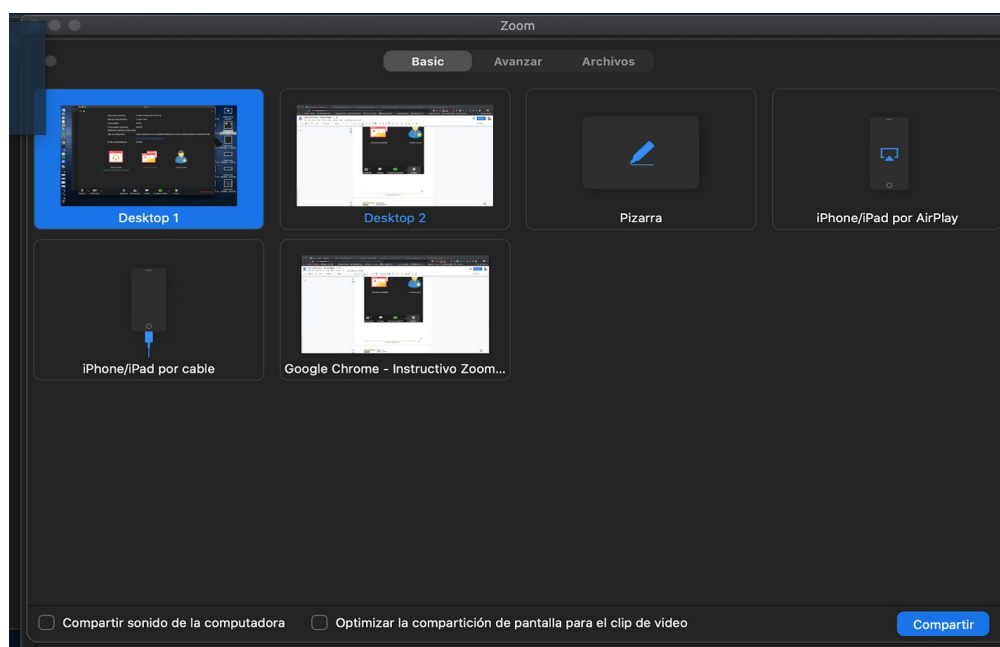 Zoom
Basic Avanzar Archivos
Desktop 1
Desktop 2
Pizarra
iPhone/iPad por AirPlay
iPhone/iPad por cable
Google Chrome - Instructivo Zoom...
Compartir sonido de la computadora
Optimizar la compartición de pantalla para el clip de video
Compartir